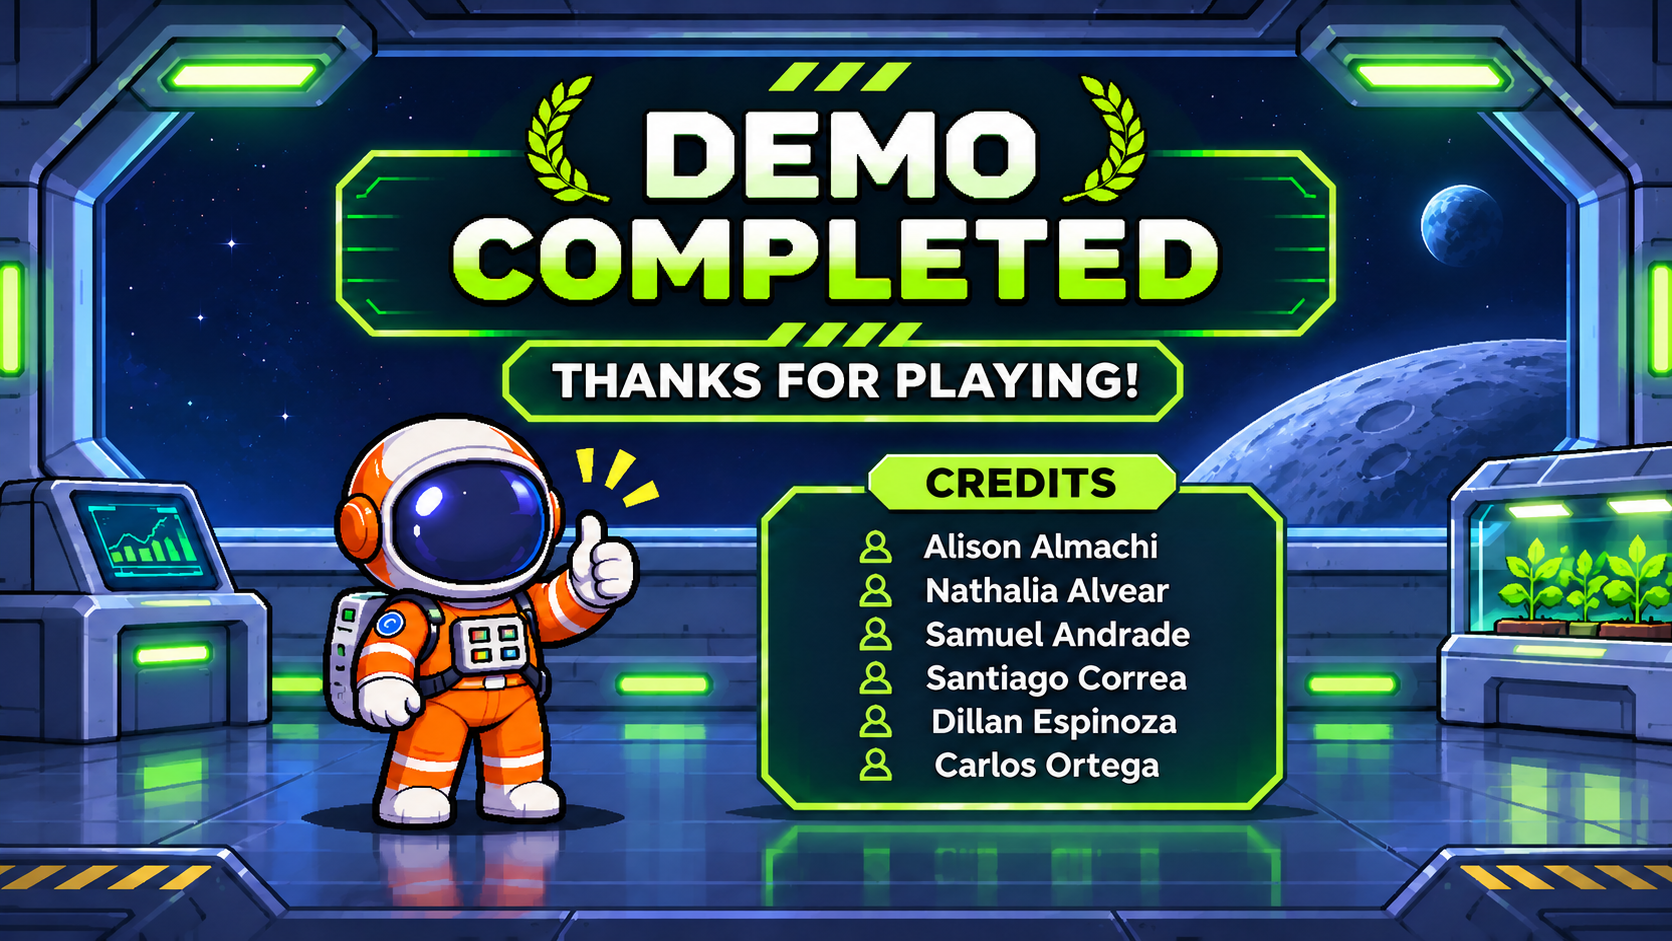 DEMO
COMPLETED
THANKS FOR PLAYING!
CREDITS
Alison Almachi
Nathalia Alvear
Samuel Andrade
Santiago Correa
Dillan Espinoza
Carlos Ortega